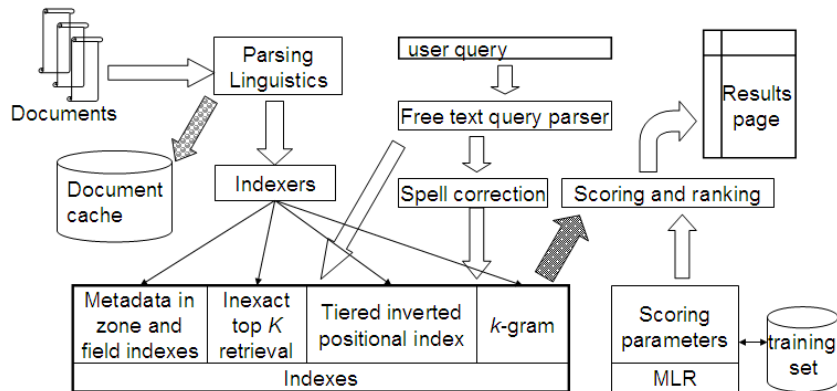 Documents
Parsing
Linguistics
user query
Results
page
Free text query parser
Document
cache
Indexers
Spell correction
Scoring and ranking
Metadata in
zone and
field indexes
Inexact
top K
retrieval
Tiered inverted
positional index
k-gram
Indexes
Scoring
parameters
MLR
training
set